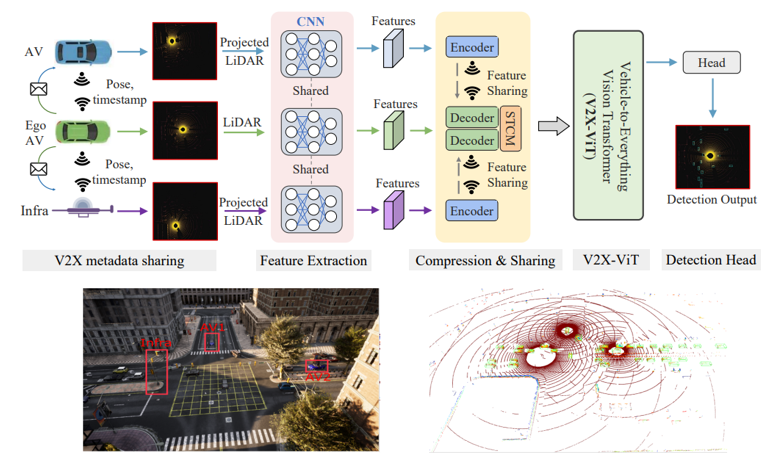 AV
Pose,
timestamp
Ego
AV
Pose,
timestamp
Infra
Projected
LiDAR
LiDAR
Projected
LiDAR
CNN
Shared
Shared
Features
Features
Features
Encoder
Feature
Sharing
Decoder
Decoder
STCM
Feature
Sharing
Encoder
Vehicle-to-Everything
Vision Transformer
(V2X-ViT)
Head
Detection Output
V2X metadata sharing
Feature Extraction
Compression & Sharing
V2X-ViT
Detection Head
Infra
AV1
AV2